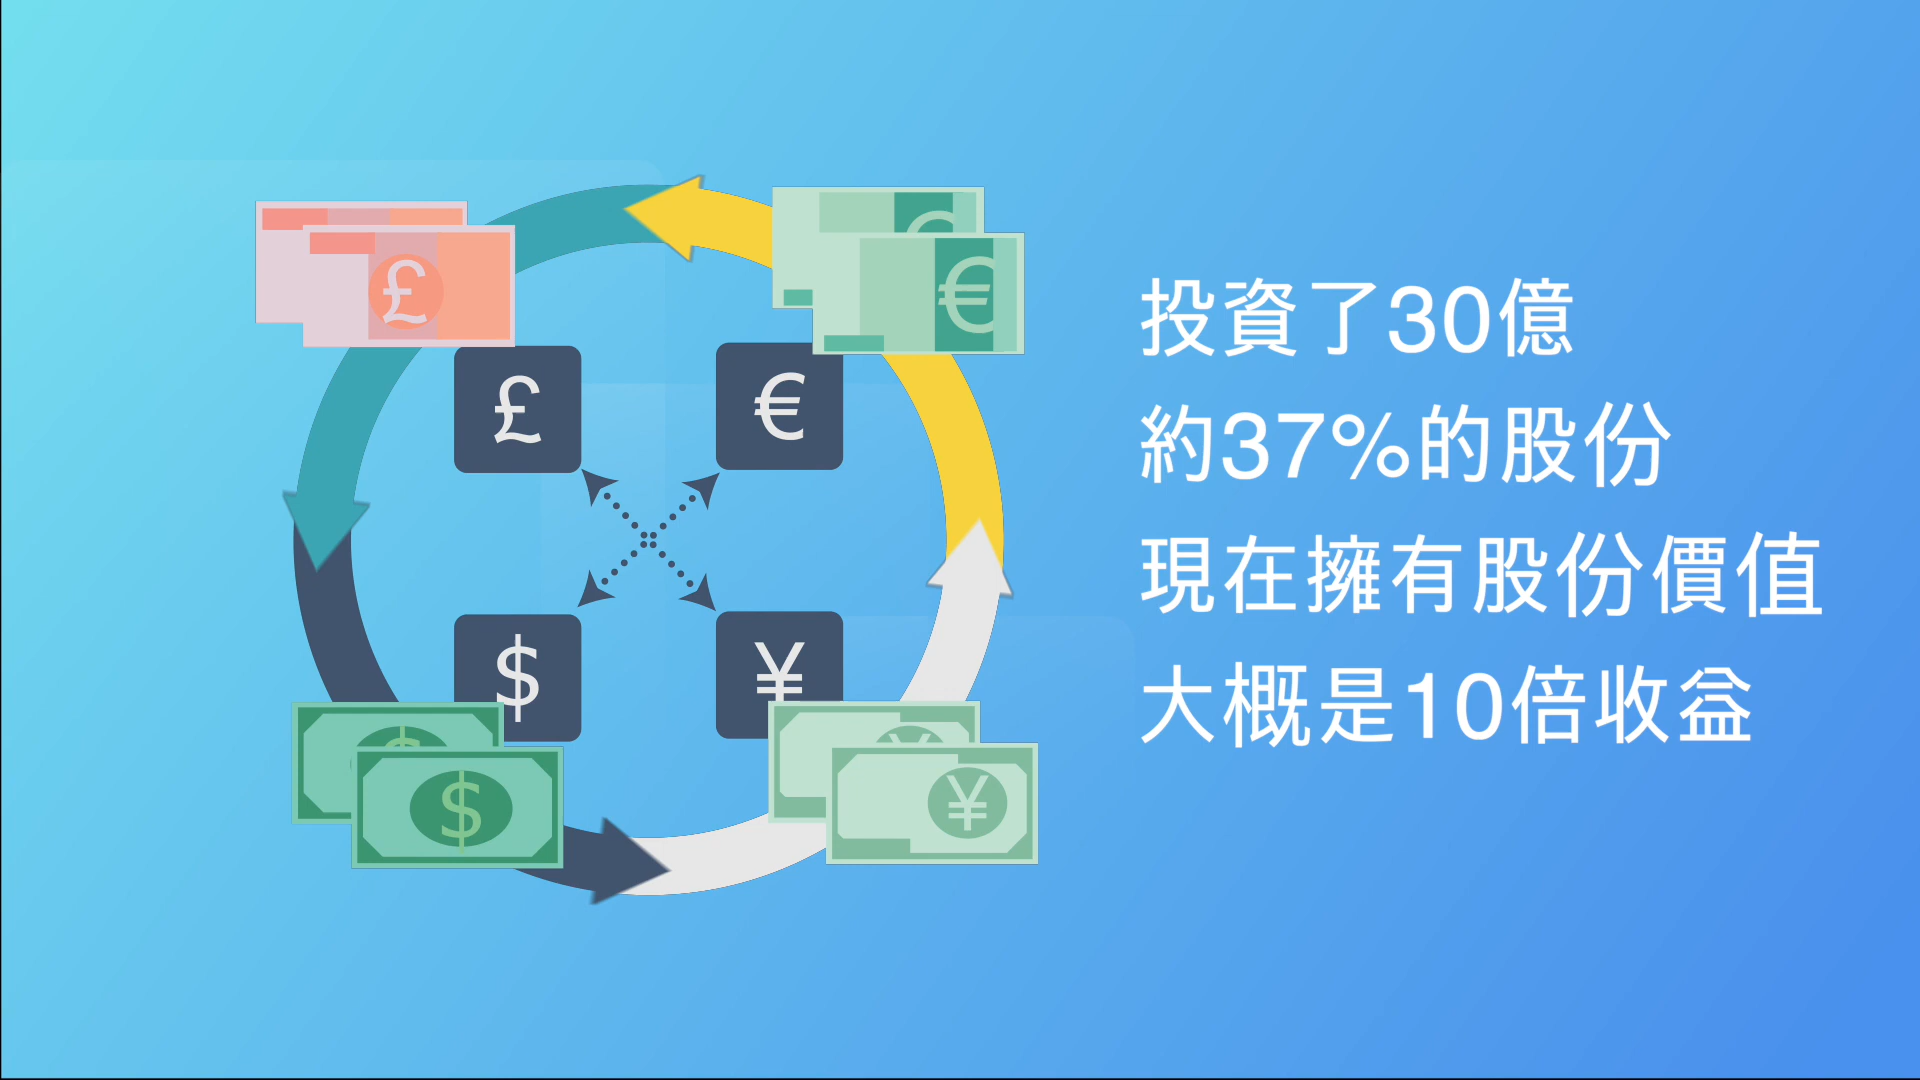 投資了30億
約37%的股份
現在擁有股份價值
大概是10倍收益
£
€
£
€
$
¥
$
¥
$
¥